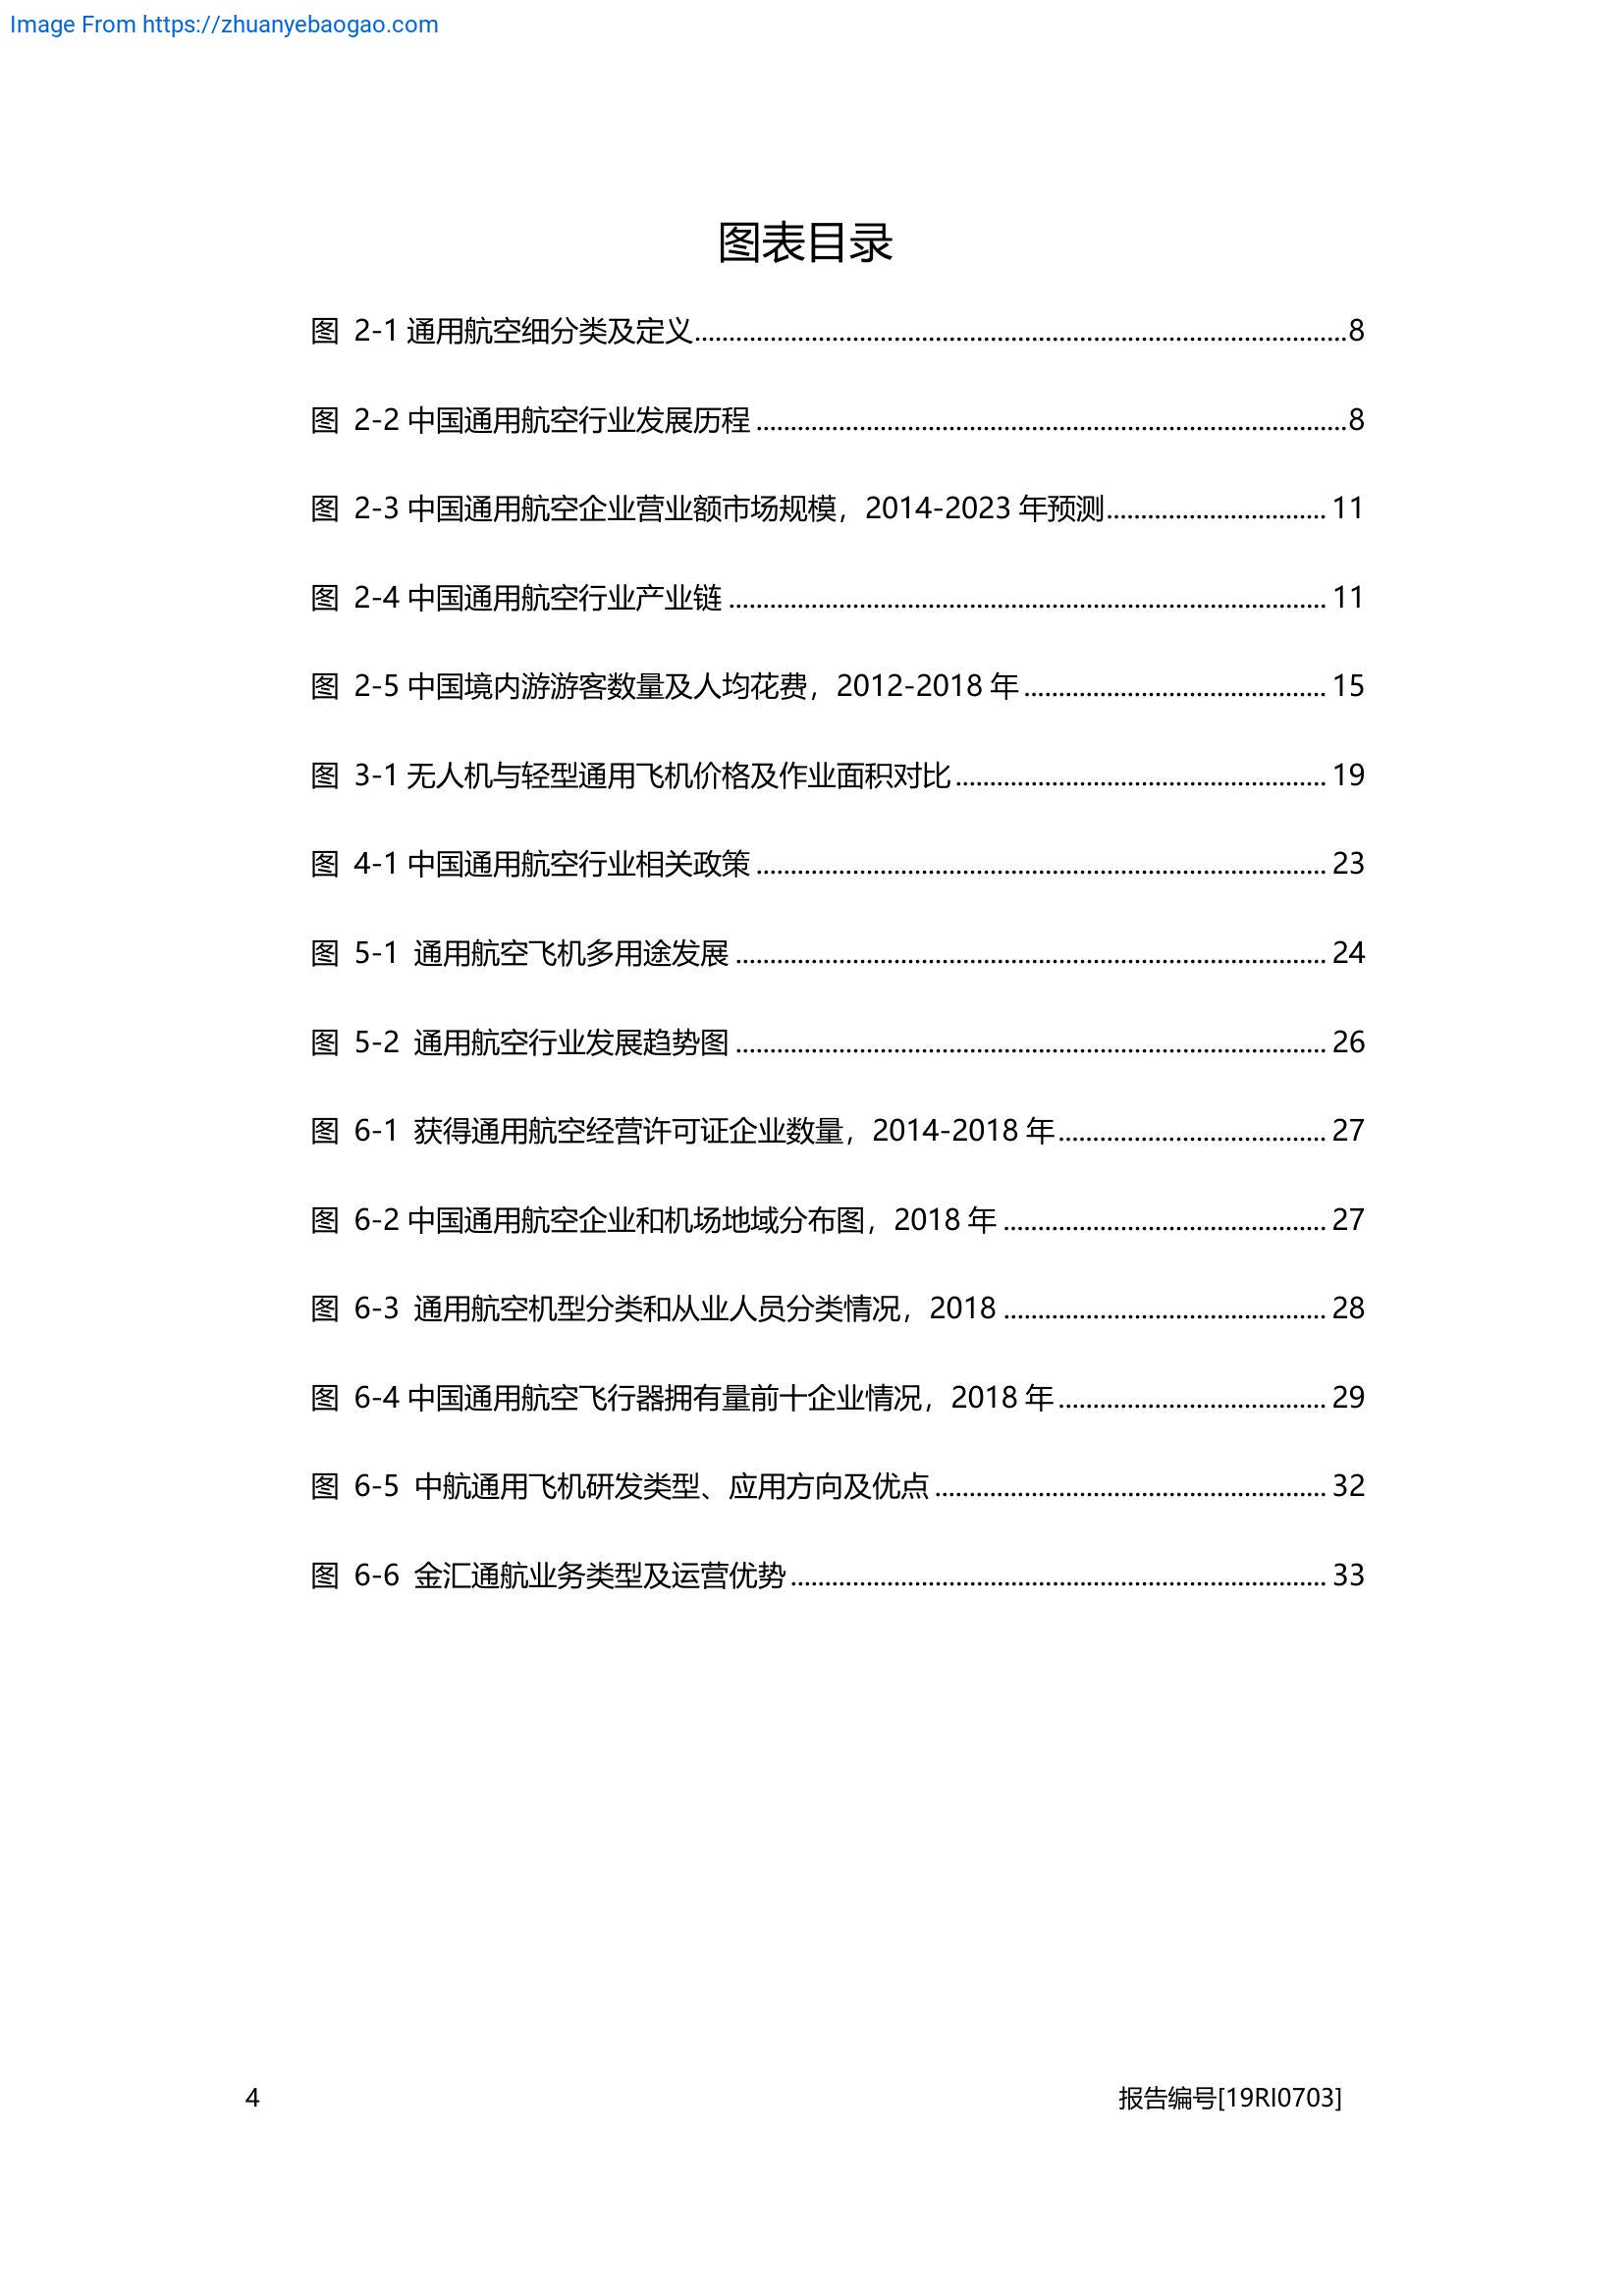 Image From https://zhuanyebaogao.com
图表目录
图 2-1 通用航空细分类及定义................................................................................................8
图 2-2 中国通用航空行业发展历程.......................................................................................8
图 2-3 中国通用航空企业营业额市场规模，2014-2023 年预测................................ 11
图 2-4 中国通用航空行业产业链........................................................................................ 11
图 2-5 中国境内游游客数量及人均花费，2012-2018 年............................................ 15
图 3-1 无人机与轻型通用飞机价格及作业面积对比...................................................... 19
图 4-1 中国通用航空行业相关政策.................................................................................... 23
图 5-1 通用航空飞机多用途发展....................................................................................... 24
图 5-2 通用航空行业发展趋势图....................................................................................... 26
图 6-1 获得通用航空经营许可证企业数量，2014-2018 年....................................... 27
图 6-2 中国通用航空企业和机场地域分布图，2018 年............................................... 27
图 6-3 通用航空机型分类和从业人员分类情况，2018 ............................................... 28
图 6-4 中国通用航空飞行器拥有量前十企业情况，2018 年....................................... 29
图 6-5 中航通用飞机研发类型、应用方向及优点......................................................... 32
图 6-6 金汇通航业务类型及运营优势.............................................................................. 33
4
报告编号[19RI0703]